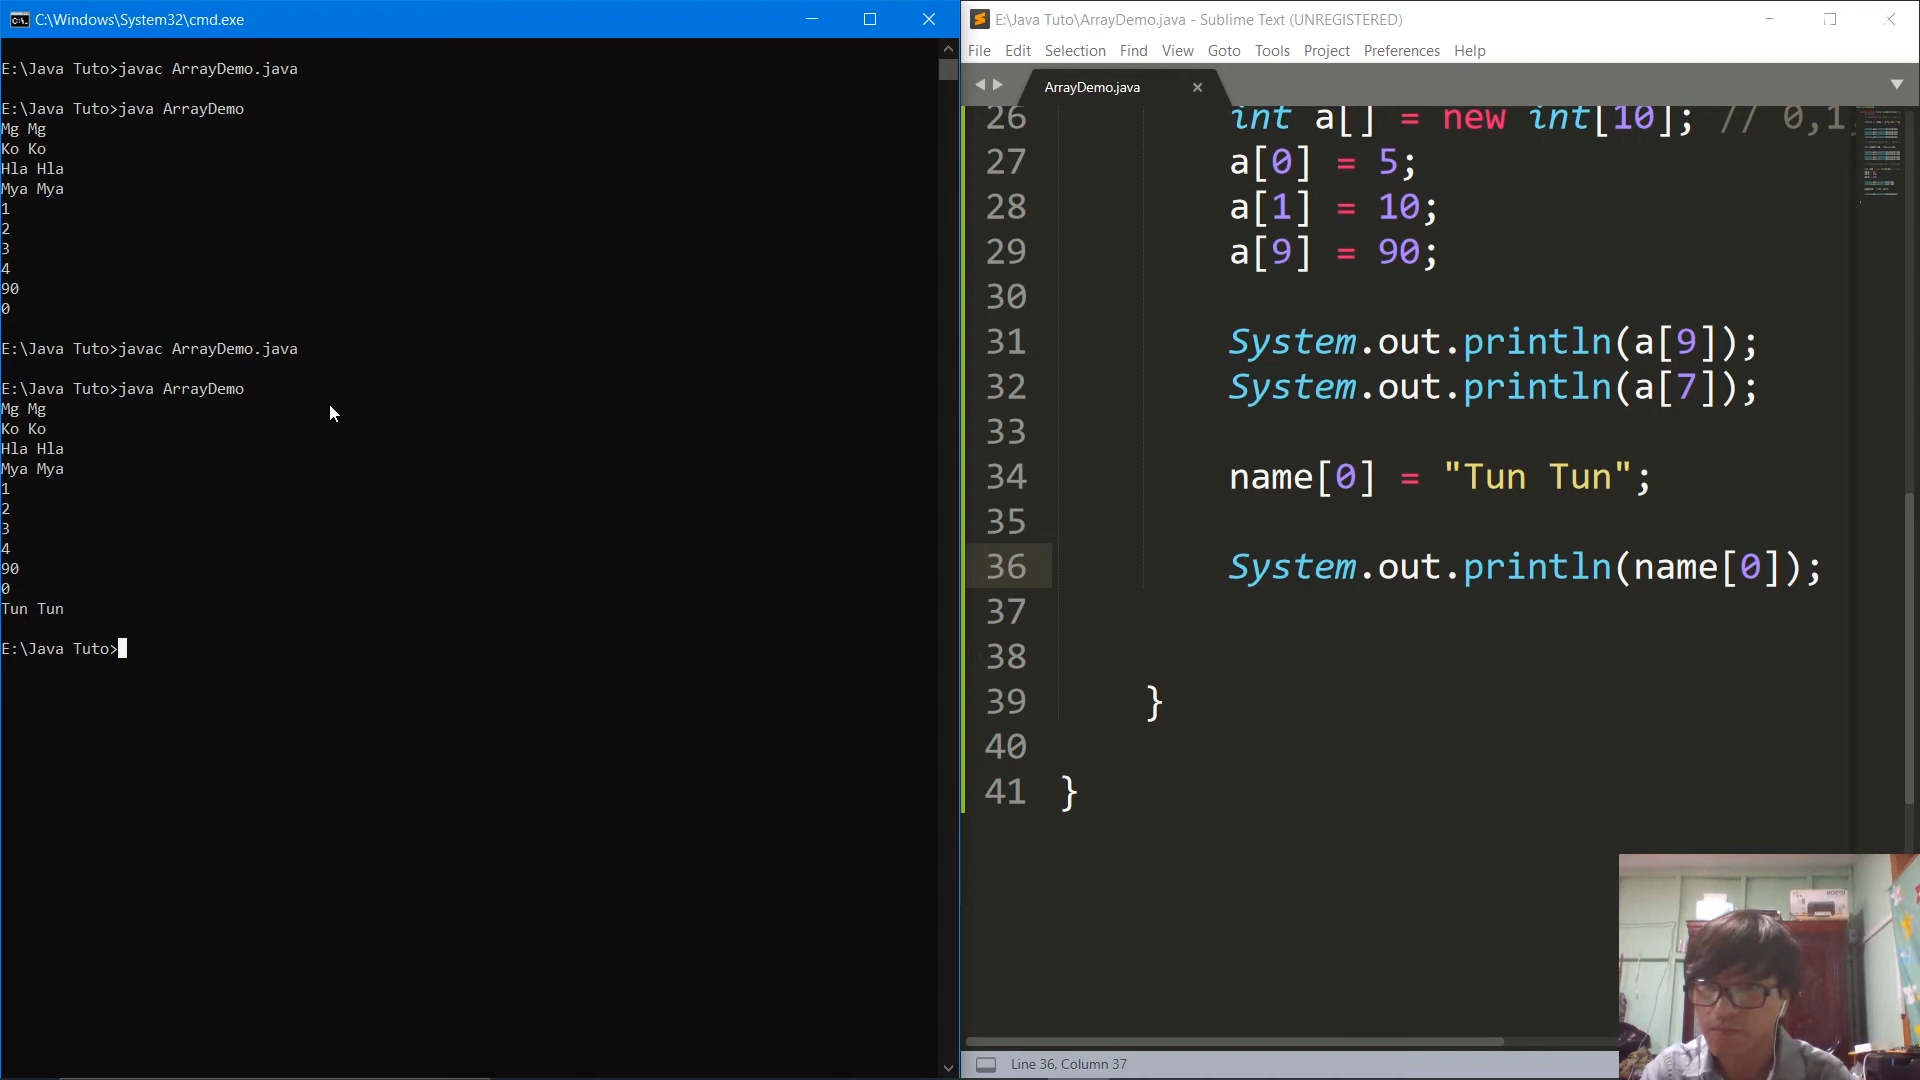 C:\Windows\System32\cmd.exe
E:\Java Tuto>javac ArrayDemo.java
E:\Java Tuto>java ArrayDemo
Mg Mg
Ko Ko
Hla Hla
Mya Mya
1
2
3
4
90
0
E:\Java Tuto>javac ArrayDemo.java
E:\Java Tuto>java ArrayDemo
Mg Mg
Ko Ko
Hla Hla
Mya Mya
1
2
3
4
90
0
Tun Tun
E:\Java Tuto>
E:\Java Tuto\ArrayDemo.java - Sublime Text (UNREGISTERED)
File Edit Selection Find View Goto Tools Project Preferences Help
ArrayDemo.java
26 int a[] = new int[10]; // 0,1,
27 a[0] = 5;
28 a[1] = 10;
29 a[9] = 90;
30
31 System.out.println(a[9]);
32 System.out.println(a[7]);
33
34 name[0] = "Tun Tun";
35
36 System.out.println(name[0]);
37
38
39 }
40
41 }
Line 36, Column 37